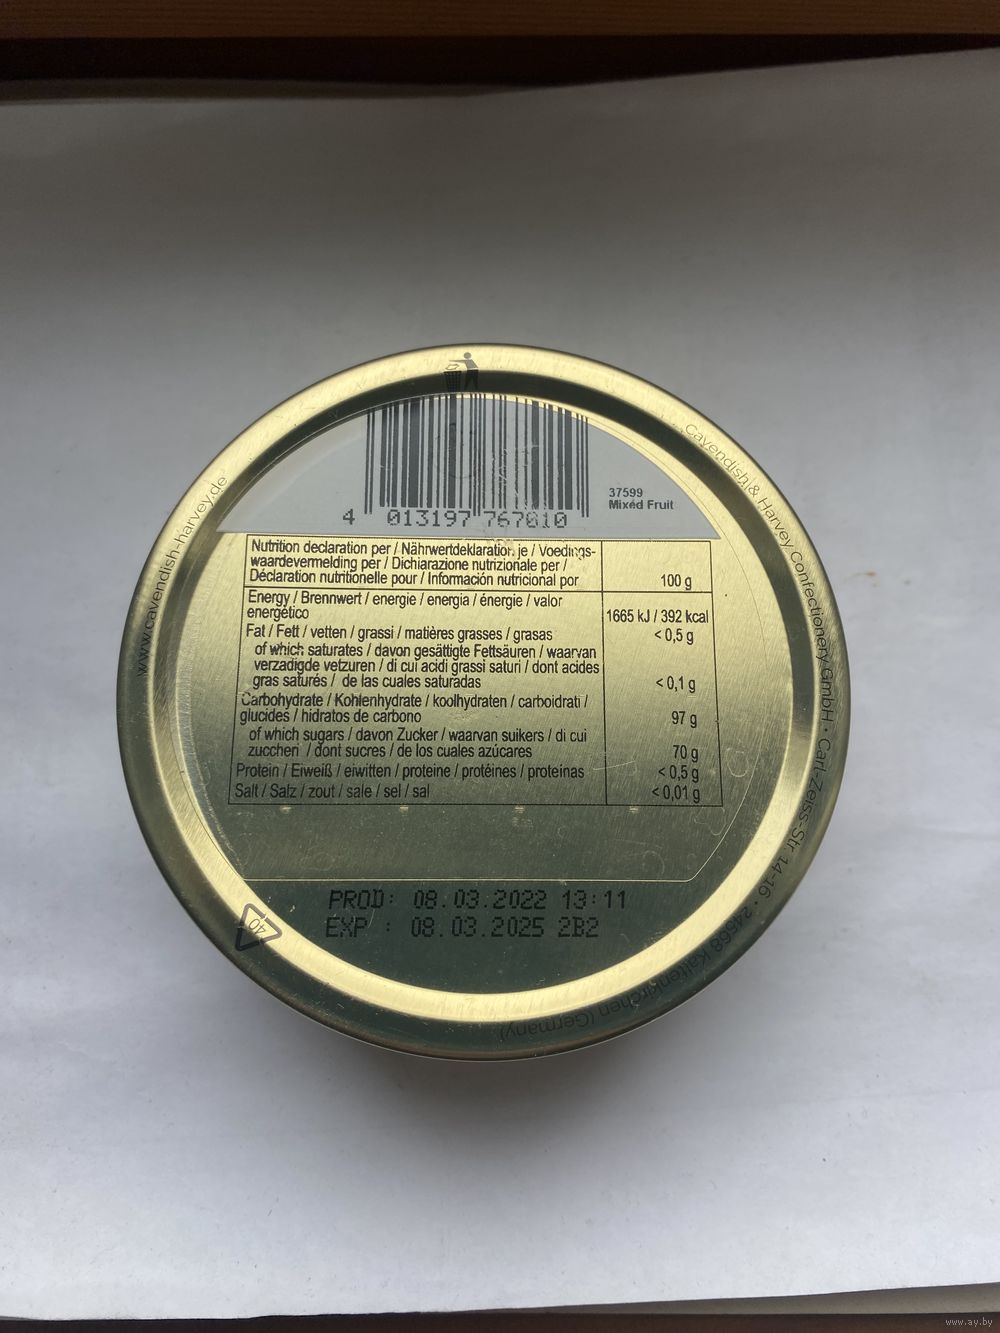 37599
Mixed Fruit
4 013197 767010
Nutrition declaration per / Nährwertdeklaration je / Voedings-
waardevermelding per / Dichiarazione nutrizionale per /
Déclaration nutritionelle pour / Información nutricional por
100 g
Energy / Brennwert / energie / energia / énergie / valor
energético
1665 kJ / 392 kcal
Fat / Fett / vetten / grassi / matières grasses / grasas
< 0,5 g
of which saturates / davon gesättigte Fettsäuren / waarvan
verzadigde vetzuren / di cui acidi grassi saturi / dont acides
gras saturés / de las cuales saturadas
< 0,1 g
Carbohydrate / Kohlenhydrate / koolhydraten / carboidrati /
glucides / hidratos de carbono
97 g
of which sugars / davon Zucker / waarvan suikers / di cui
zuccheri / dont sucres / de los cuales azúcares
70 g
Protein / Eiweiß / eiwitten / proteine / protéines / proteínas
< 0,5 g
Salt / Salz / zout / sale / sel / sal
< 0,01 g
PROD: 08.03.2022 13:11
EXP : 08.03.2025 2B2
40
www.cavendish-harvey.de
Cavendish & Harvey Confectionery GmbH • Carl-Zeiss-Str. 14-16 • 24568 Kaltenkirchen (Germany)
www.ay.by